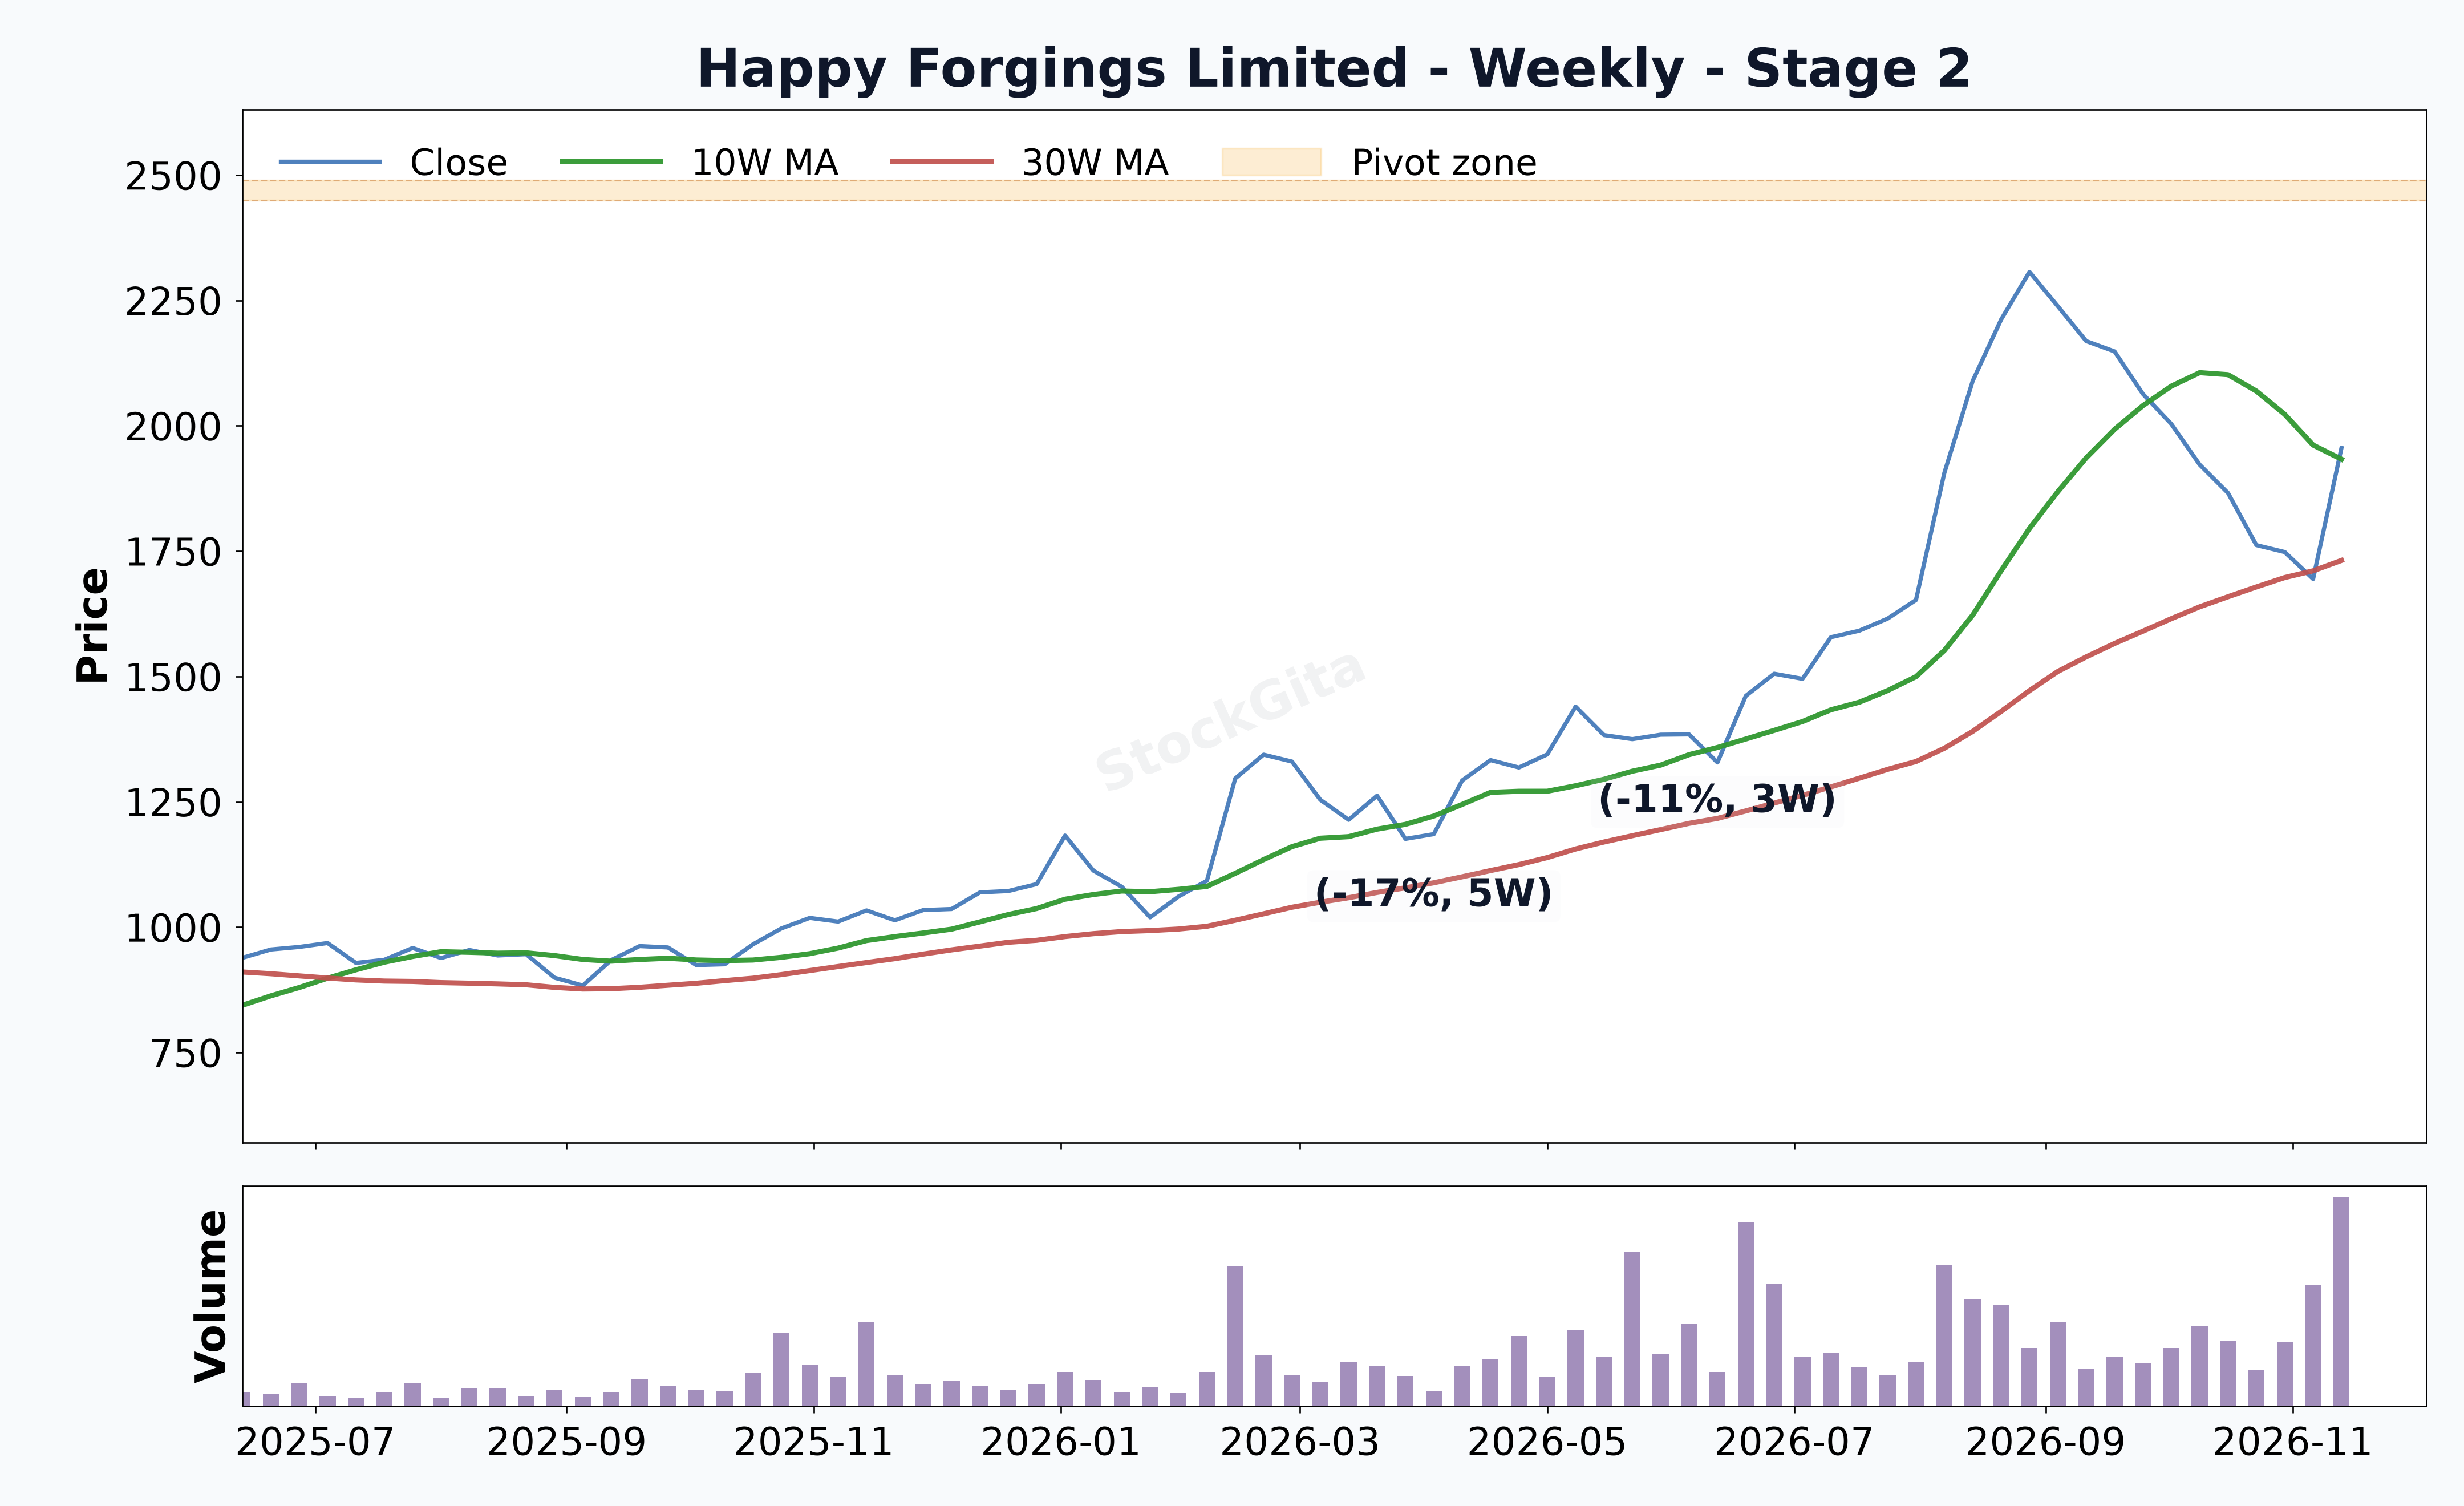 Happy Forgings Limited - Weekly - Stage 2
Close 10W MA 30W MA Pivot zone
2500
2250
2000
1750
1500
1250
1000
750
Price
StockGita
(-11%, 3W)
(-17%, 5W)
Volume
2025-07 2025-09 2025-11 2026-01 2026-03 2026-05 2026-07 2026-09 2026-11